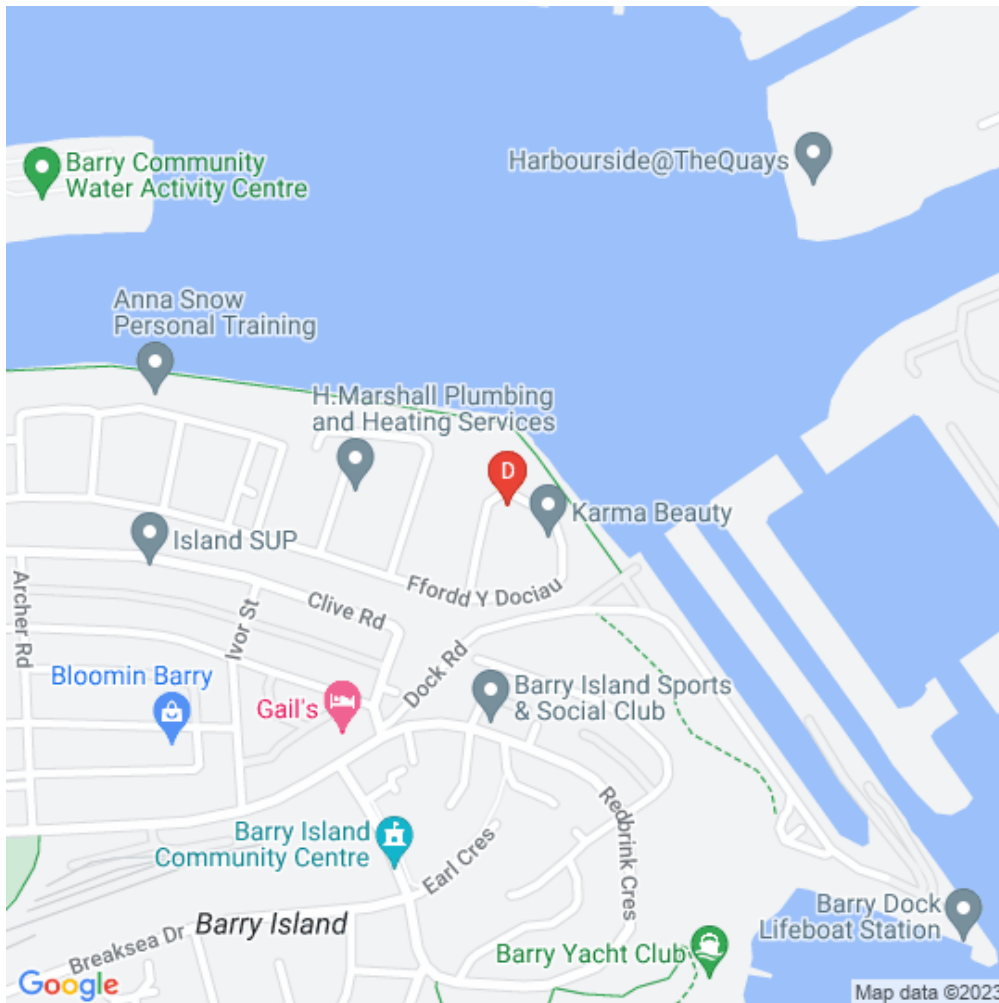 Barry Community
Water Activity Centre
Harbourside@TheQuays
Anna Snow
Personal Training
H.Marshall Plumbing
and Heating Services
D
Karma Beauty
Island SUP
Ffordd Y Dociau
Clive Rd
Archer Rd
Ivor St
Dock Rd
Bloomin Barry
Gail's
Barry Island Sports
& Social Club
Redbrink Cres
Barry Island
Community Centre
Earl Cres
Barry Dock
Lifeboat Station
Barry Island
Breaksea Dr
Barry Yacht Club
Google
Map data ©2023